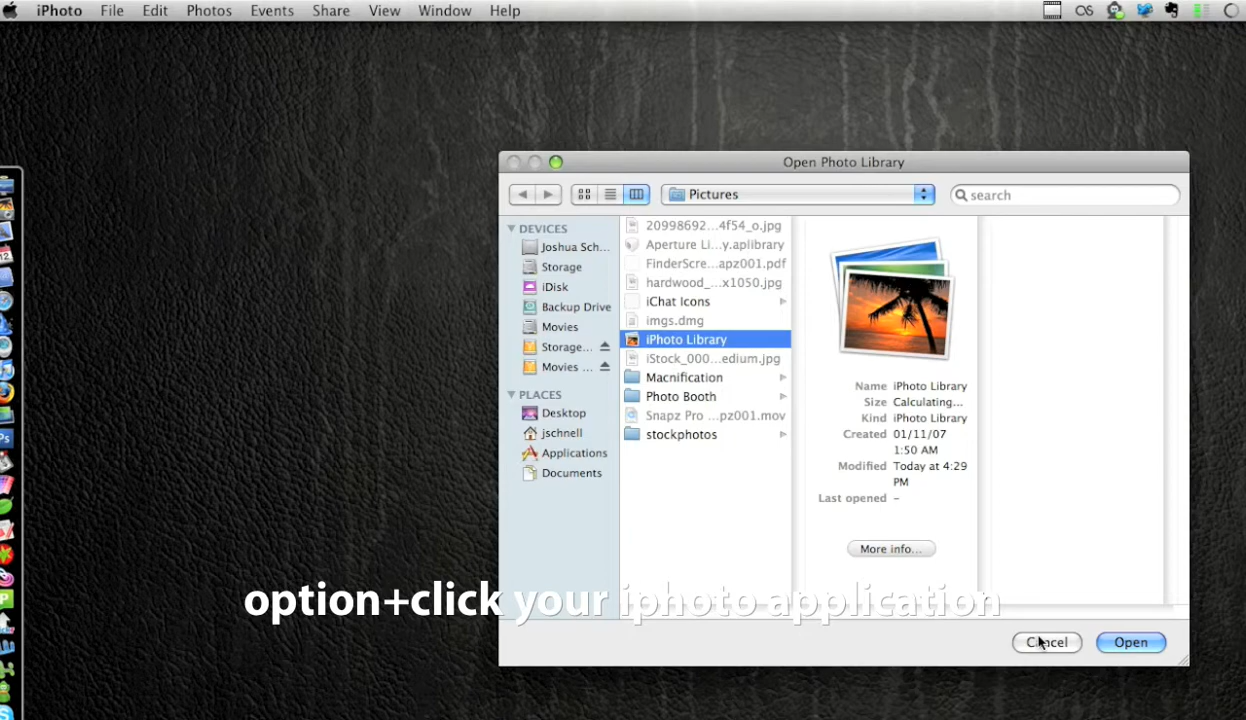 iPhoto File Edit Photos Events Share View Window Help OS
Open Photo Library
Pictures
search
DEVICES
Joshua Sch...
Storage
iDisk
Backup Drive
Movies
Storage...
Movies ...
PLACES
Desktop
jschnell
Applications
Documents
20998692...4f54_o.jpg
Aperture Li...y.aplibrary
FinderScre...apz001.pdf
hardwood_...x1050.jpg
iChat Icons
imgs.dmg
iPhoto Library
iStock_000...edium.jpg
Macnification
Photo Booth
Snapz Pro ...pz001.mov
stockphotos
Name iPhoto Library
Size Calculating...
Kind iPhoto Library
Created 01/11/07
1:50 AM
Modified Today at 4:29
PM
Last opened –
More info...
option+click your iphoto application
Cancel Open